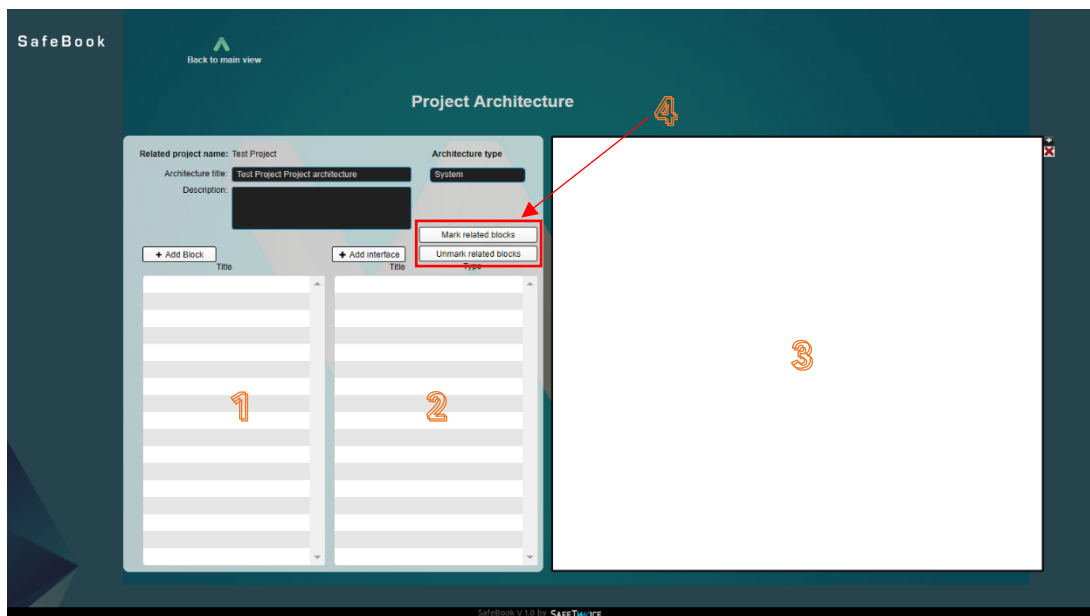 SafeBook
Back to main view
Project Architecture
4
Related project name: Test Project
Architecture type
Architecture title: Test Project Project architecture
System
Description:
Mark related blocks
+ Add Block
+ Add interface
Unmark related blocks
Title
Title
Type
1
2
3
SafeBook V 1.0 by SAFETWICE